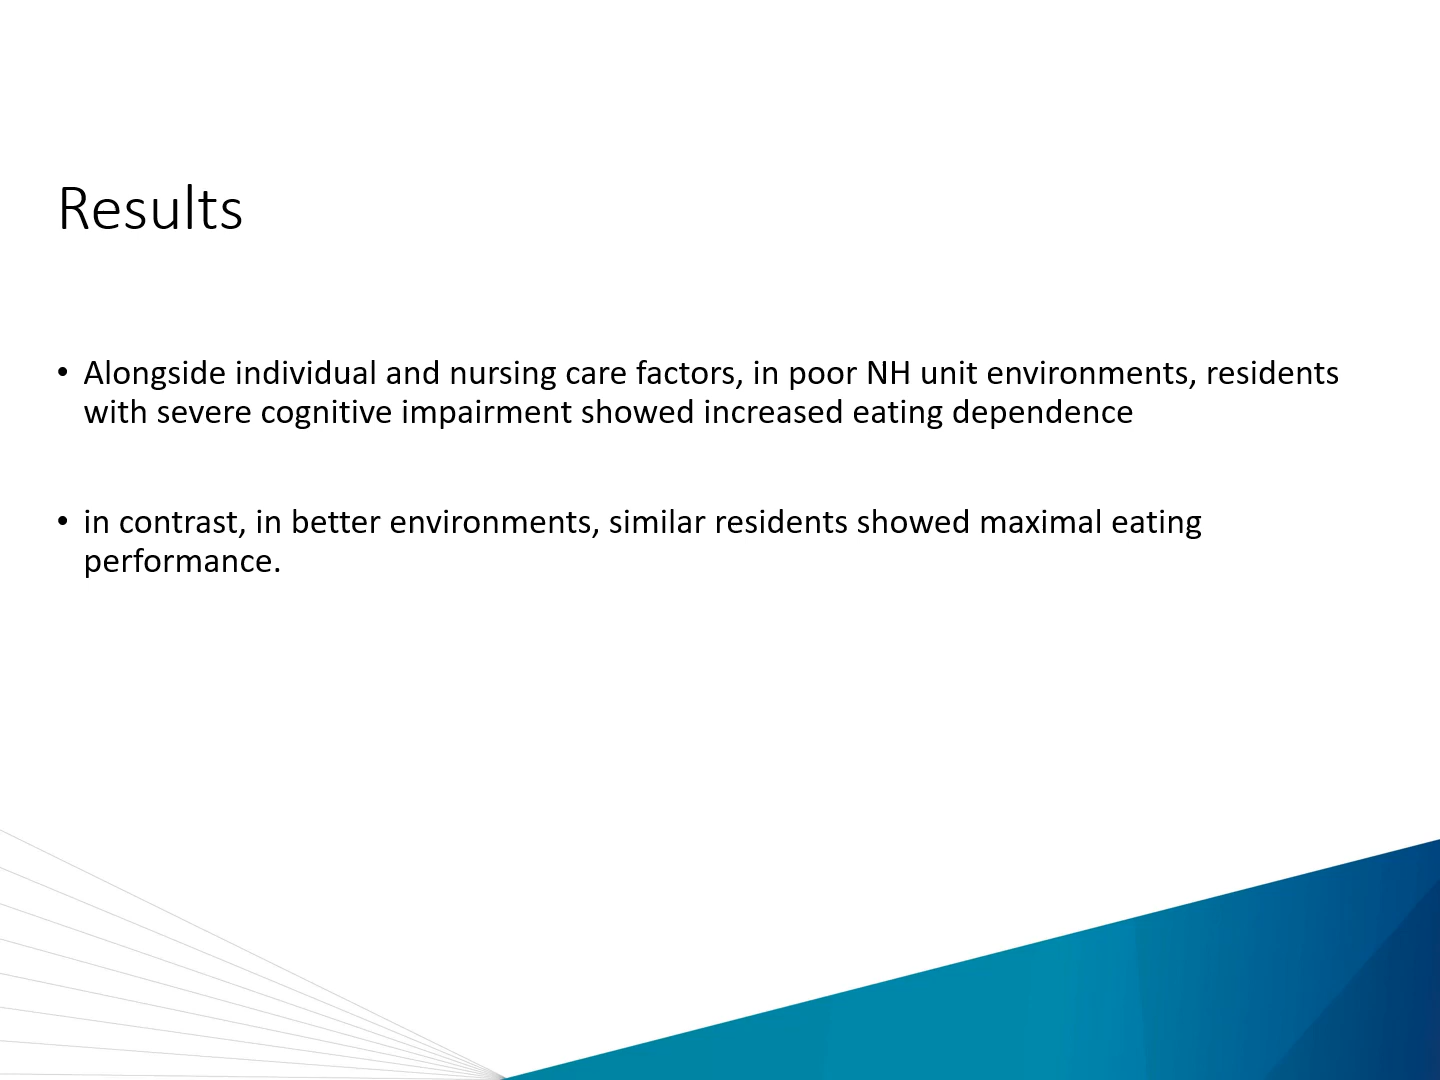 Results
• Alongside individual and nursing care factors, in poor NH unit environments, residents
with severe cognitive impairment showed increased eating dependence
• in contrast, in better environments, similar residents showed maximal eating
performance.